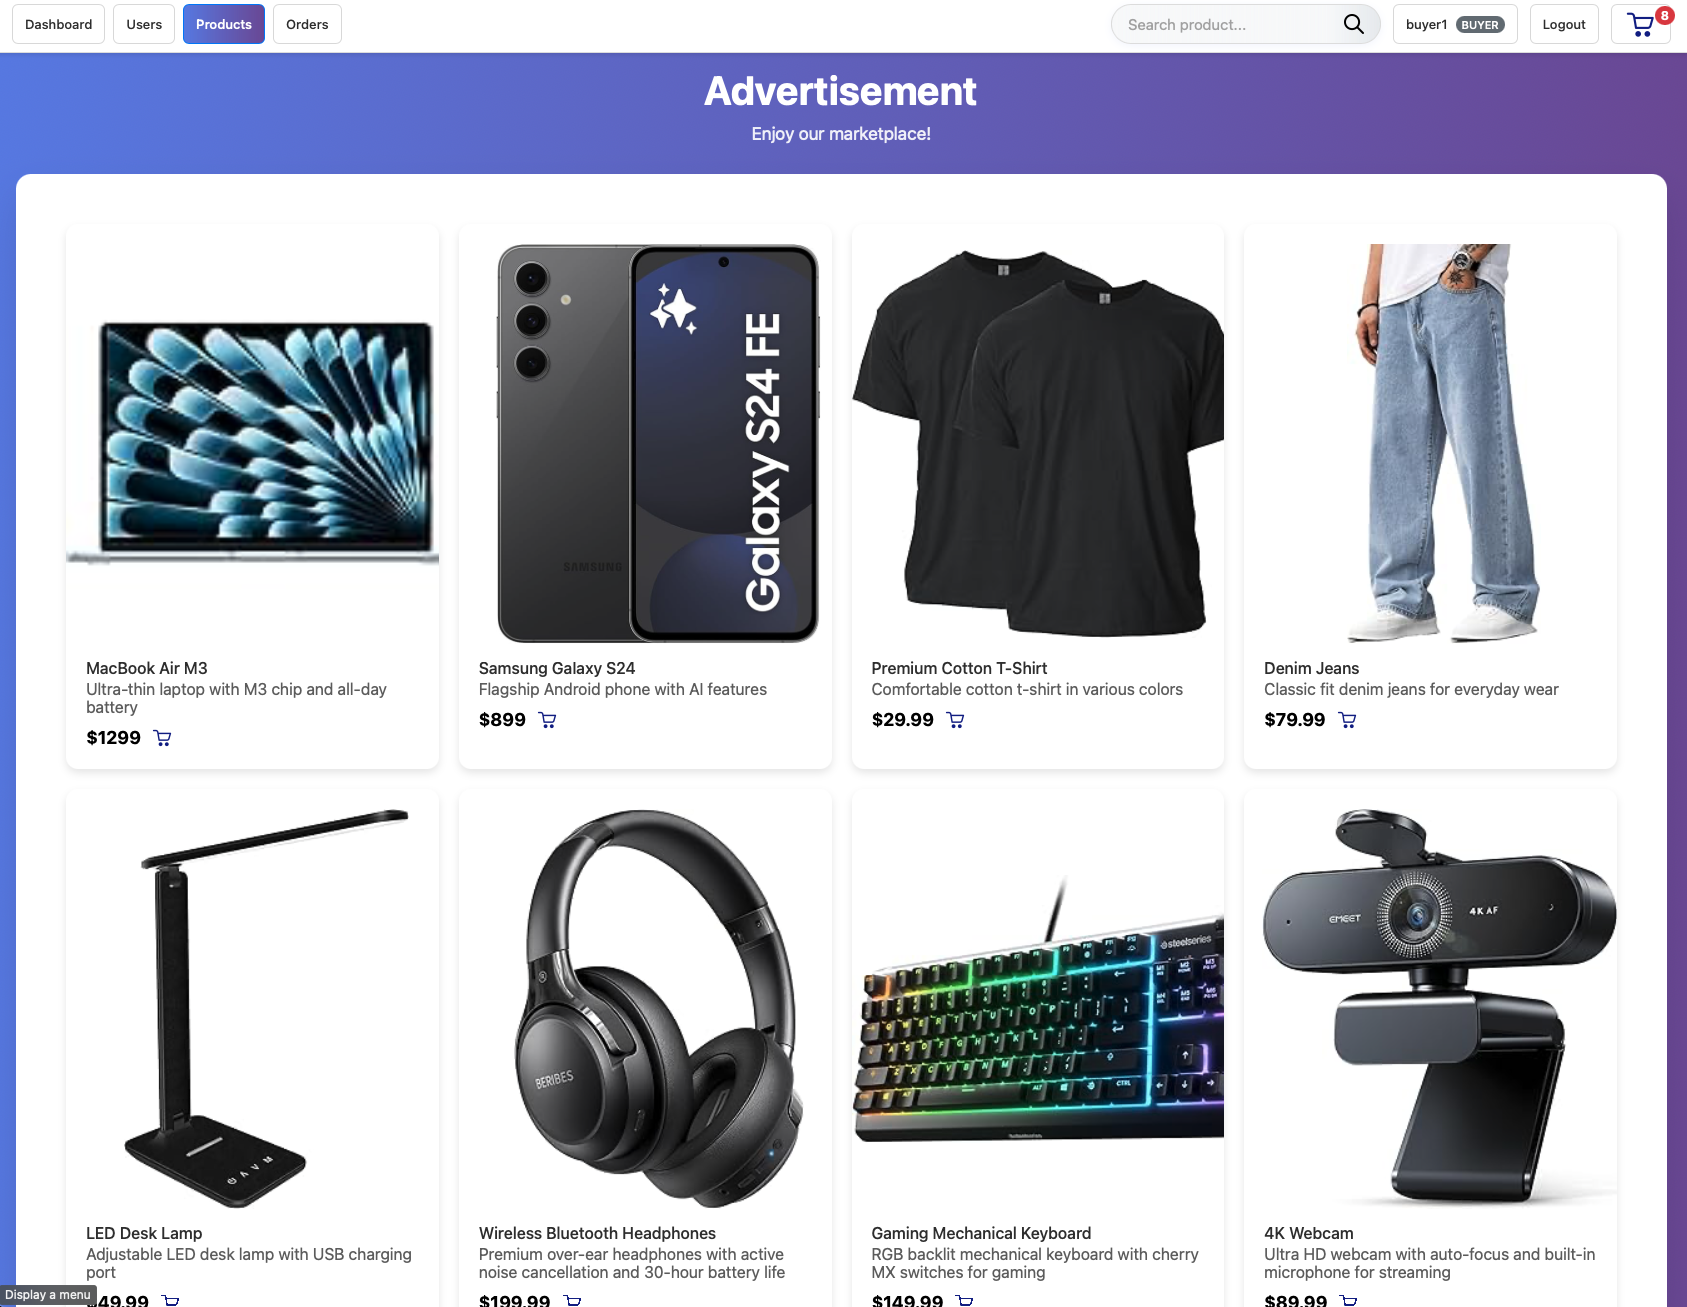 Dashboard
Users
Products
Orders
Search product...
buyer1 BUYER
Logout
8
Advertisement
Enjoy our marketplace!
SAMSUNG
Galaxy S24 FE
MacBook Air M3
Ultra-thin laptop with M3 chip and all-day
battery
$1299
Samsung Galaxy S24
Flagship Android phone with AI features
$899
Premium Cotton T-Shirt
Comfortable cotton t-shirt in various colors
$29.99
Denim Jeans
Classic fit denim jeans for everyday wear
$79.99
BERIBES
steelseries
EMEET
4K AF
LED Desk Lamp
Adjustable LED desk lamp with USB charging
port
$49.99
Wireless Bluetooth Headphones
Premium over-ear headphones with active
noise cancellation and 30-hour battery life
$199.99
Gaming Mechanical Keyboard
RGB backlit mechanical keyboard with cherry
MX switches for gaming
$149.99
4K Webcam
Ultra HD webcam with auto-focus and built-in
microphone for streaming
$89.99
Display a menu